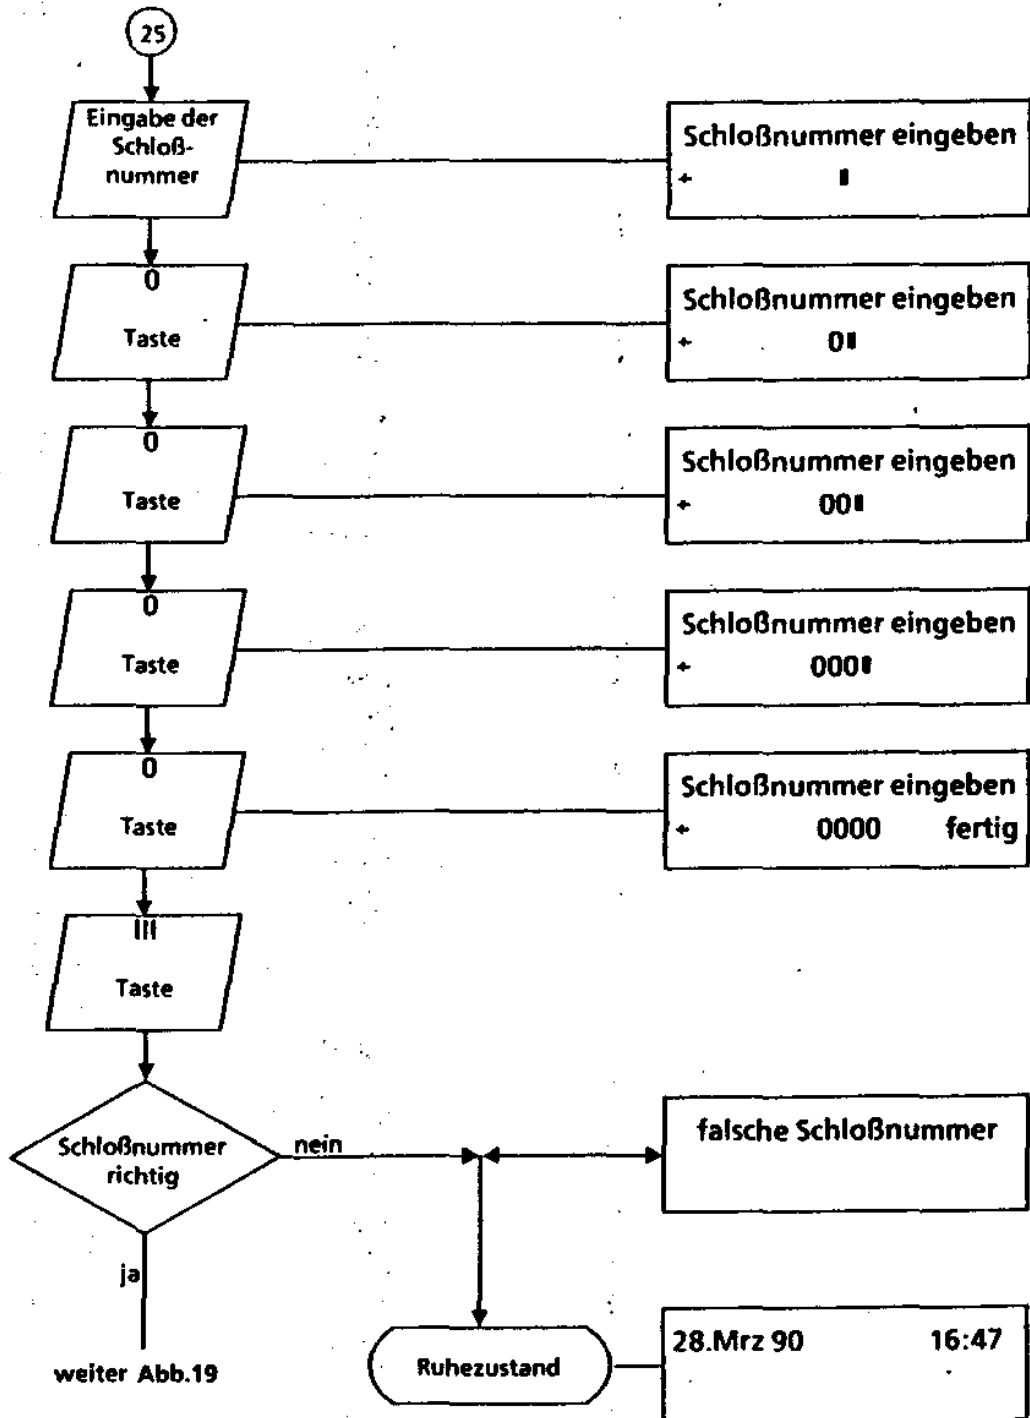 25
Eingabe der
Schloß-
nummer
Schloßnummer eingeben
+
0
Taste
Schloßnummer eingeben
+ 0
0
Taste
Schloßnummer eingeben
+ 00
0
Taste
Schloßnummer eingeben
+ 000
0
Taste
Schloßnummer eingeben
+ 0000 fertig
III
Taste
Schloßnummer
richtig
nein
falsche Schloßnummer
ja
weiter Abb.19
Ruhezustand
28.Mrz 90 16:47